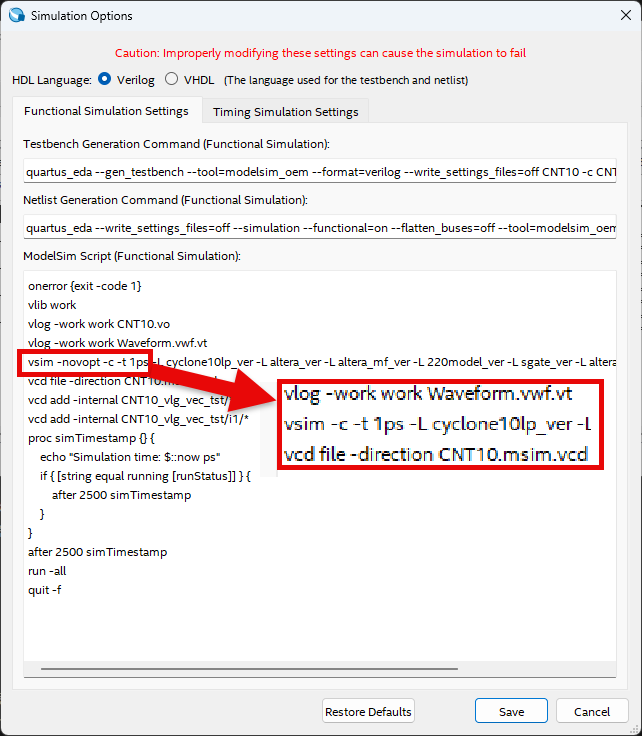 Simulation Options
Caution: Improperly modifying these settings can cause the simulation to fail
HDL Language: Verilog VHDL (The language used for the testbench and netlist)
Functional Simulation Settings Timing Simulation Settings
Testbench Generation Command (Functional Simulation):
quartus_eda --gen_testbench --tool=modelsim_oem --format=verilog --write_settings_files=off CNT10 -c CNT
Netlist Generation Command (Functional Simulation):
quartus_eda --write_settings_files=off --simulation --functional=on --flatten_buses=off --tool=modelsim_oem
ModelSim Script (Functional Simulation):
onerror {exit -code 1}
vlib work
vlog -work work CNT10.vo
vlog -work work Waveform.vwf.vt
vsim -novopt -c -t 1ps -L cyclone10lp_ver -L altera_ver -L altera_mf_ver -L 220model_ver -L sgate_ver -L altera
vcd file -direction CNT10.m
vcd add -internal CNT10_vlg_vec_tst/
vcd add -internal CNT10_vlg_vec_tst/i1/*
proc simTimestamp {} {
echo "Simulation time: $::now ps"
if { [string equal running [runStatus]] } {
after 2500 simTimestamp
}
}
after 2500 simTimestamp
run -all
quit -f
vlog -work work Waveform.vwf.vt
vsim -c -t 1ps -L cyclone10lp_ver -L
vcd file -direction CNT10.msim.vcd
Restore Defaults Save Cancel